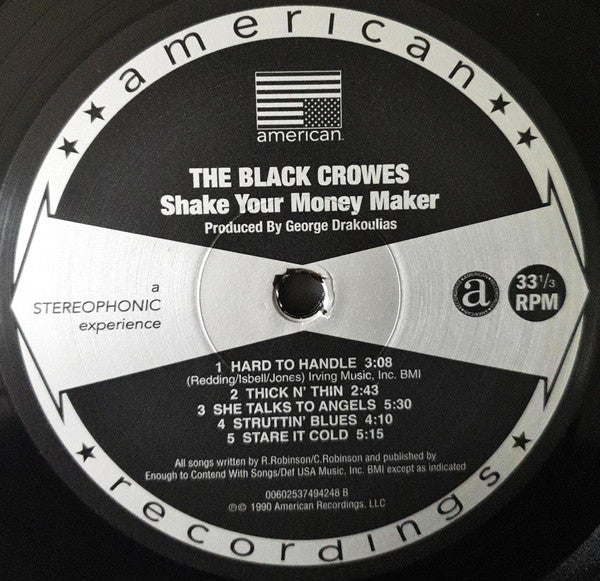 american
american
THE BLACK CROWES
Shake Your Money Maker
Produced By George Drakoulias
a
STEREOPHONIC
experience
a
33 1/3
RPM
1 HARD TO HANDLE 3:08
(Redding/Isbell/Jones) Irving Music, Inc. BMI
2 THICK N' THIN 2:43
3 SHE TALKS TO ANGELS 5:30
4 STRUTTIN' BLUES 4:10
5 STARE IT COLD 5:15
All songs written by R.Robinson/C.Robinson and published by
Enough to Contend With Songs/Def USA Music, Inc. BMI except as indicated
00602537494248 B
℗© 1990 American Recordings, LLC
recordings